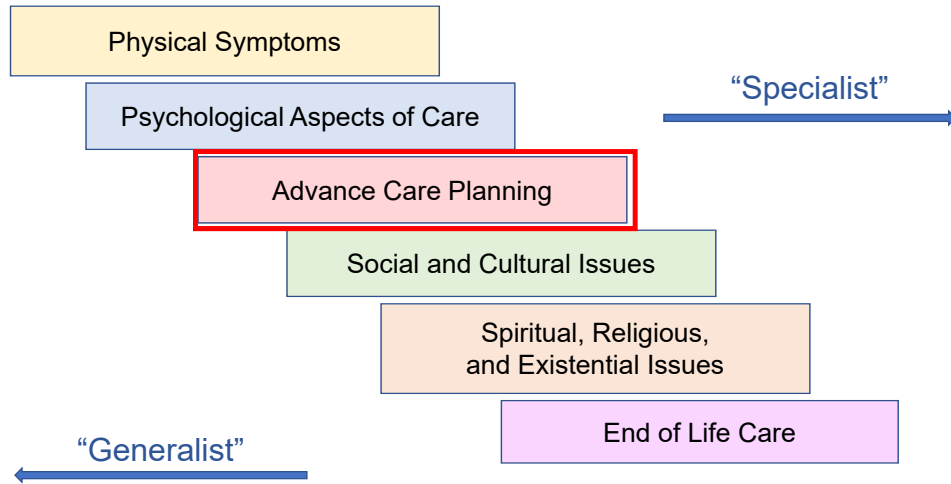 Physical Symptoms
“Specialist”
Psychological Aspects of Care
Advance Care Planning
Social and Cultural Issues
Spiritual, Religious,
and Existential Issues
End of Life Care
“Generalist”